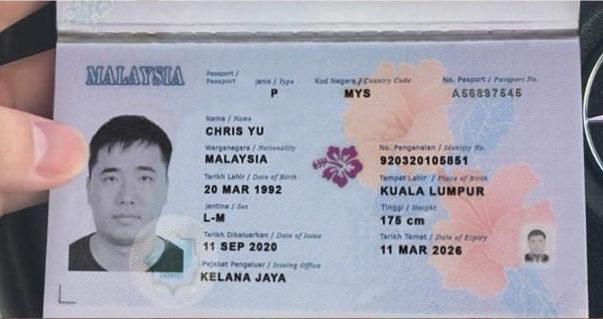 MALAYSIA
Passport / Passport
Jenis / Type
P
Kod Negara / Country Code
MYS
No. Pasport / Passport No.
A56897545
Nama / Name
CHRIS YU
Warganegara / Nationality
MALAYSIA
No. Pengenalan / Identity No.
920320105851
Tarikh Lahir / Date of Birth
20 MAR 1992
Tempat Lahir / Place of Birth
KUALA LUMPUR
Jantina / Sex
L-M
Tinggi / Height
175 cm
Tarikh Dikeluarkan / Date of Issue
11 SEP 2020
Tarikh Tamat / Date of Expiry
11 MAR 2026
Pejabat Pengeluar / Issuing Office
KELANA JAYA